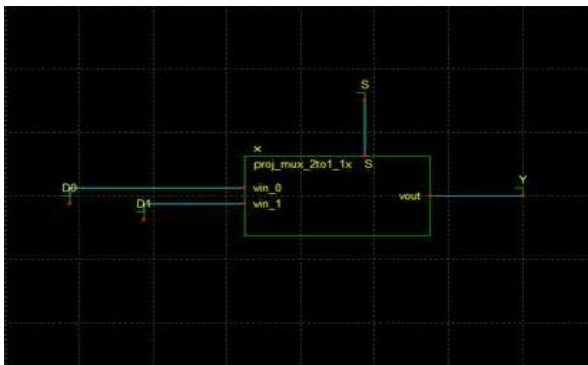 S
x
proj_mux_2to1_1x S
D0 win_0
D1 win_1
vout Y